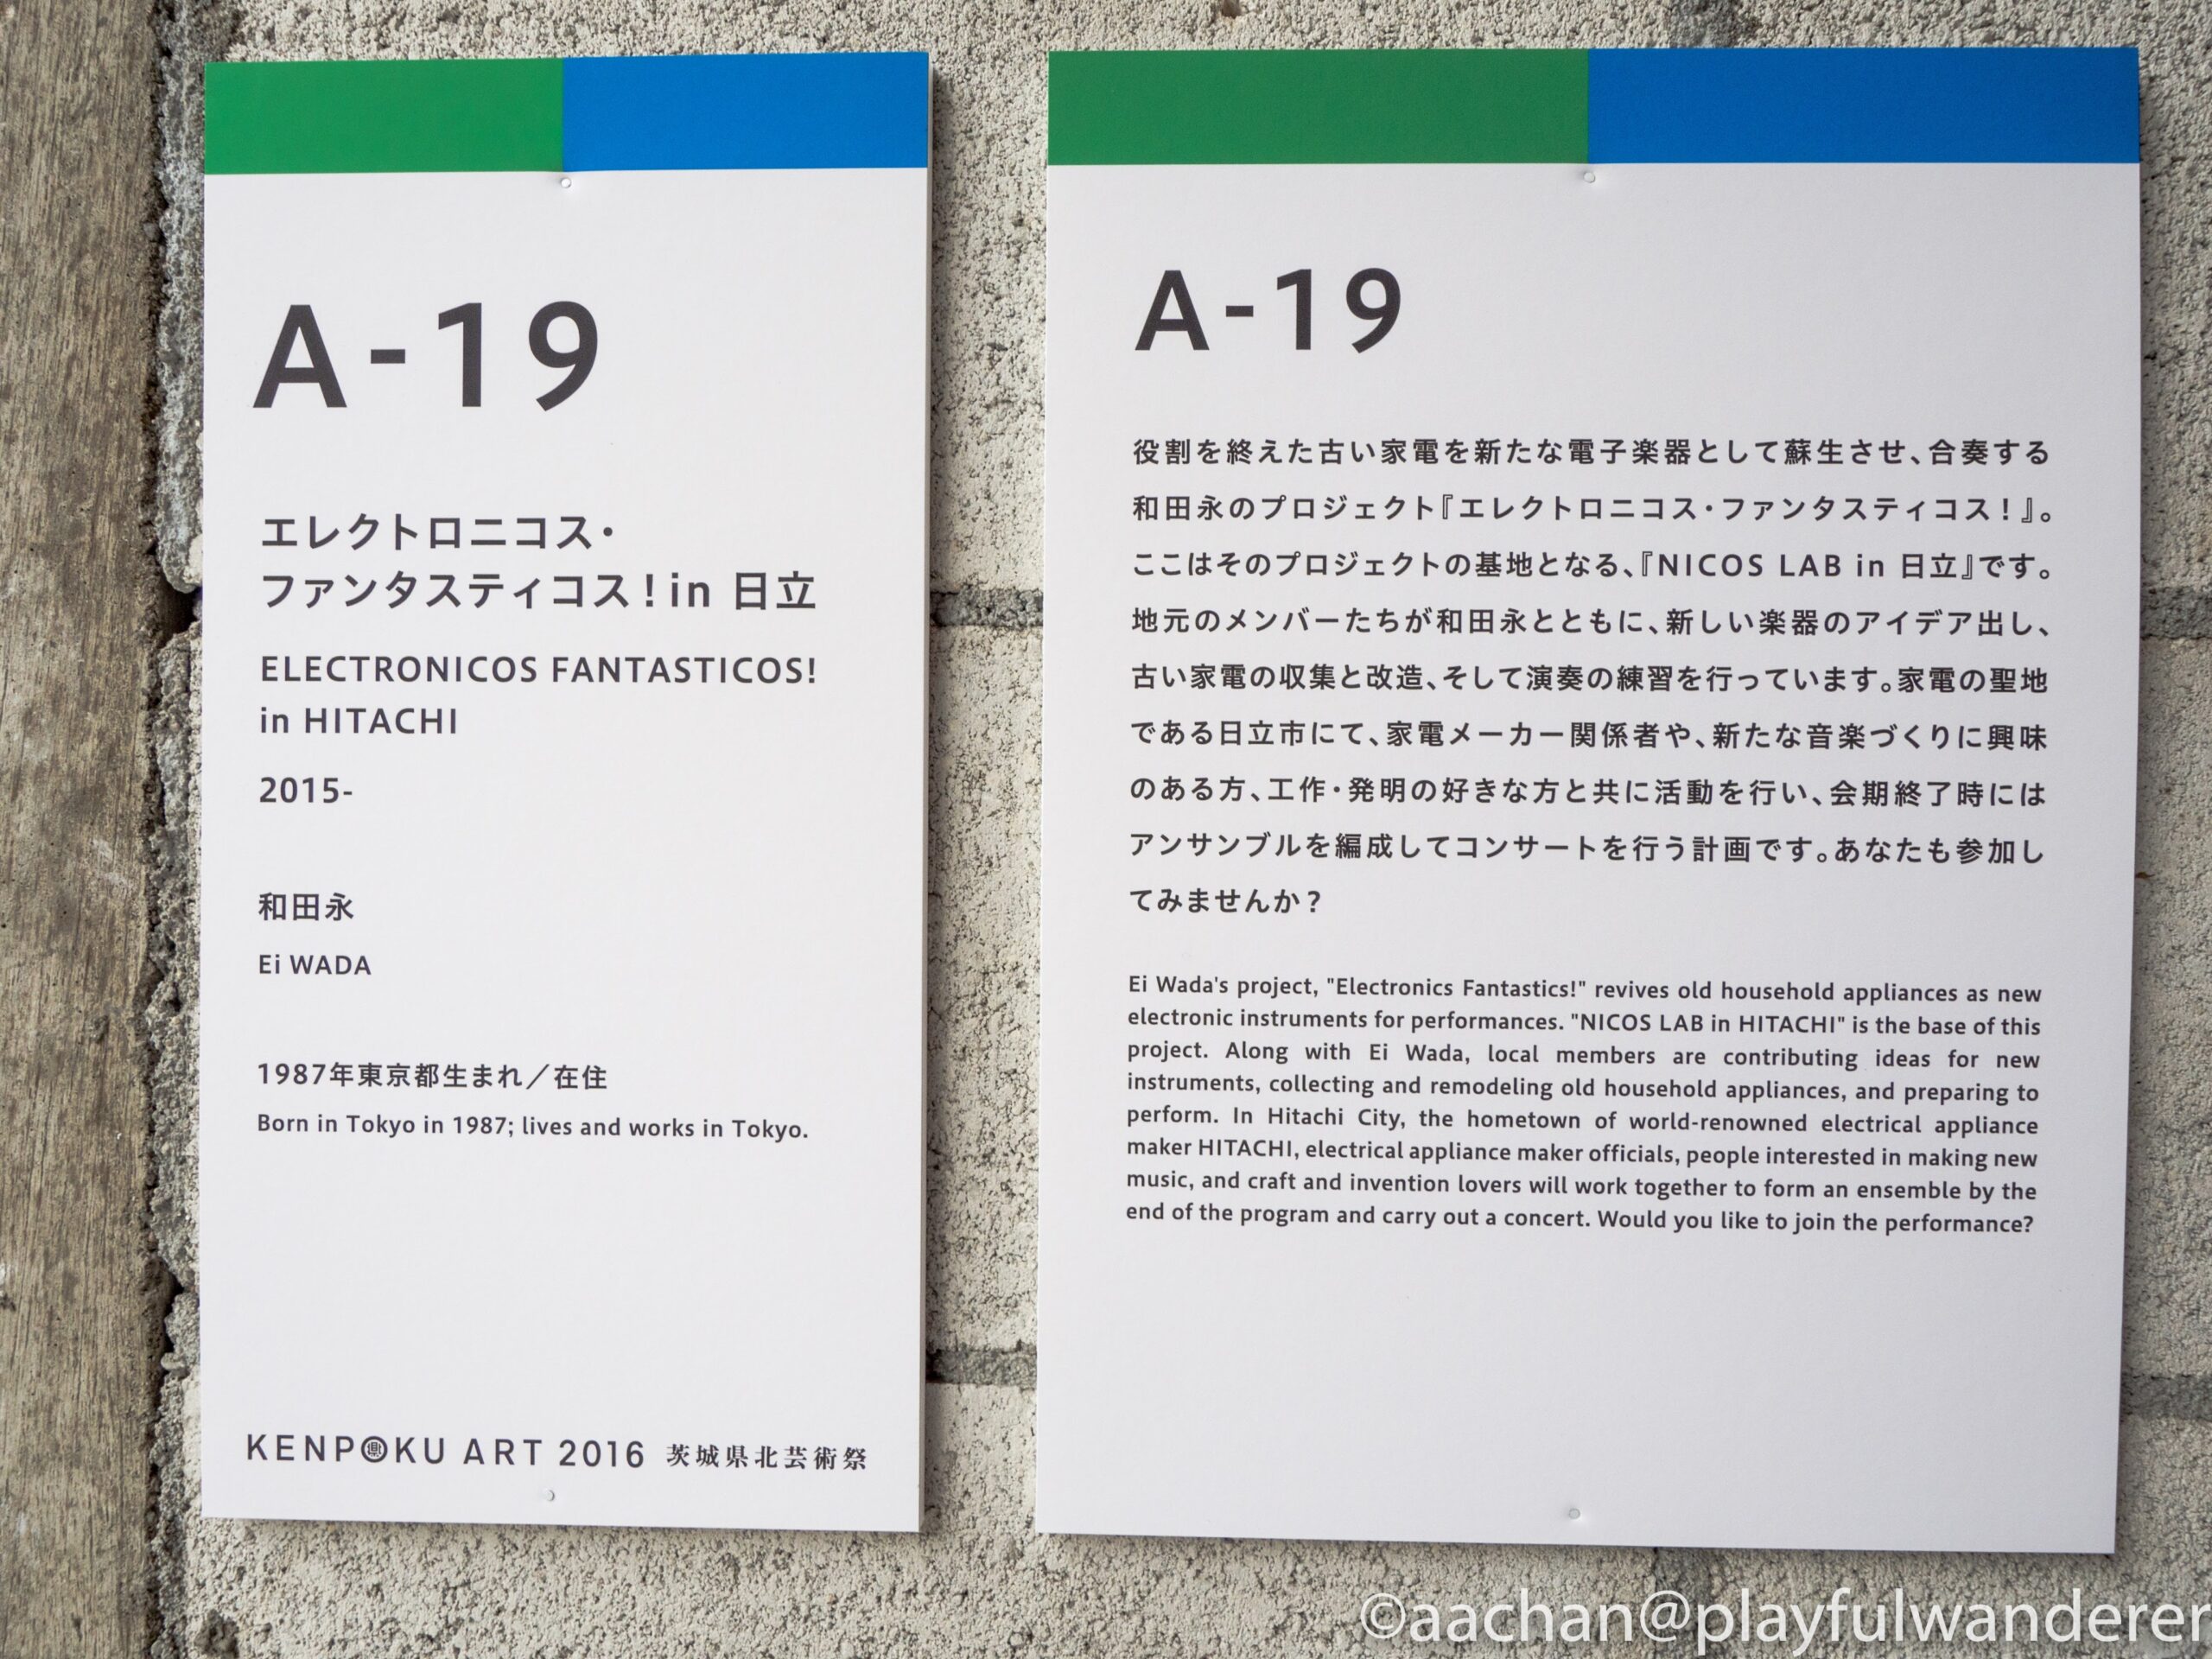 A-19
エレクトロニコス・
ファンタスティコス!in 日立
ELECTRONICOS FANTASTICOS!
in HITACHI
2015-
和田永
Ei WADA
1987年東京都生まれ／在住
Born in Tokyo in 1987; lives and works in Tokyo.
KENPOKU ART 2016 茨城県北芸術祭
A-19
役割を終えた古い家電を新たな電子楽器として蘇生させ、合奏する
和田永のプロジェクト『エレクトロニコス・ファンタスティコス!』。
ここはそのプロジェクトの基地となる、『NICOS LAB in 日立』です。
地元のメンバーたちが和田永とともに、新しい楽器のアイデア出し、
古い家電の収集と改造、そして演奏の練習を行っています。家電の聖地
である日立市にて、家電メーカー関係者や、新たな音楽づくりに興味
のある方、工作・発明の好きな方と共に活動を行い、会期終了時には
アンサンブルを編成してコンサートを行う計画です。あなたも参加し
てみませんか?
Ei Wada's project, "Electronics Fantastics!" revives old household appliances as new
electronic instruments for performances. "NICOS LAB in HITACHI" is the base of this
project. Along with Ei Wada, local members are contributing ideas for new
instruments, collecting and remodeling old household appliances, and preparing to
perform. In Hitachi City, the hometown of world-renowned electrical appliance
maker HITACHI, electrical appliance maker officials, people interested in making new
music, and craft and invention lovers will work together to form an ensemble by the
end of the program and carry out a concert. Would you like to join the performance?
©aachan@playfulwanderer